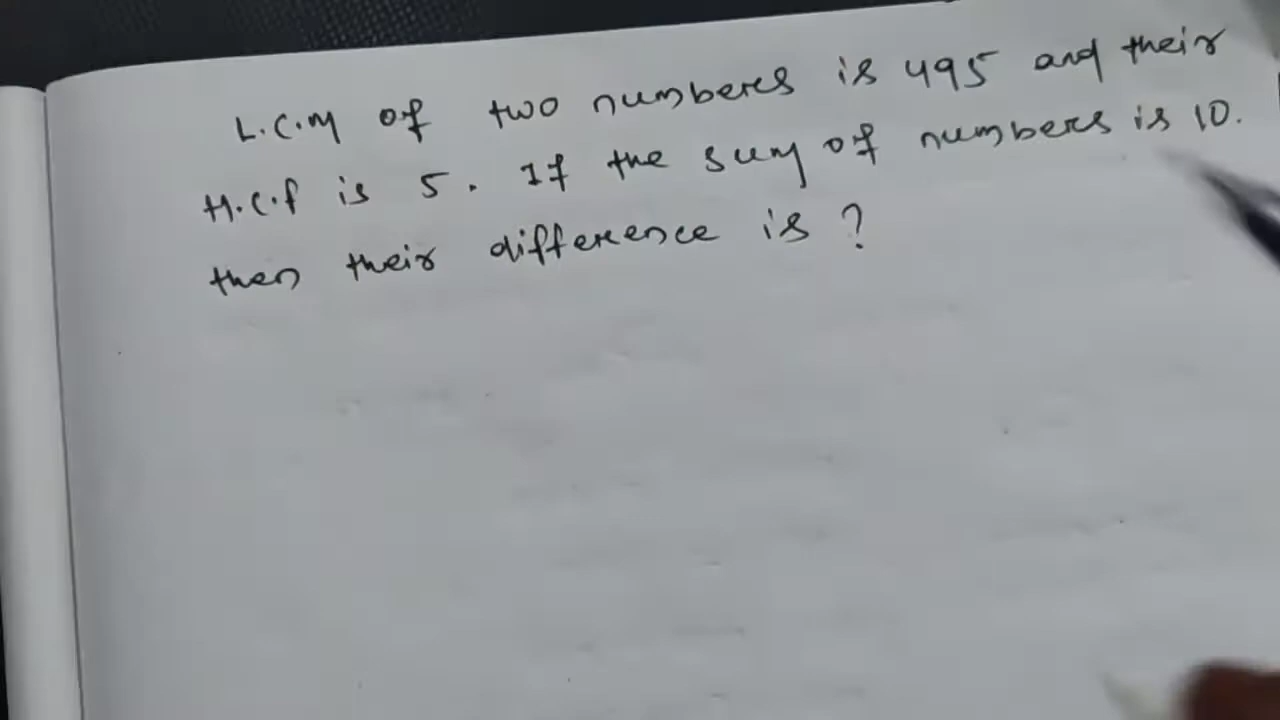 L.C.M of two numbers is 495 and their
H.C.f is 5. If the sum of numbers is 10.
then their difference is ?